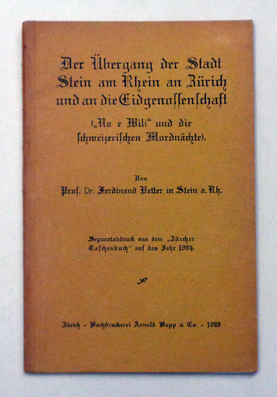 Der Übergang der Stadt
Stein am Rhein an Zürich
und an die Eidgenossenschaft
(„No e Wili“ und die
schweizerischen Mordnächte).
Von
Prof. Dr. Ferdinand Vetter in Stein a. Rh.
Separatabdruck aus dem „Zürcher
Taschenbuch“ auf das Jahr 1924.
Zürich – Buchdruckerei Arnold Bopp & Co. – 1923